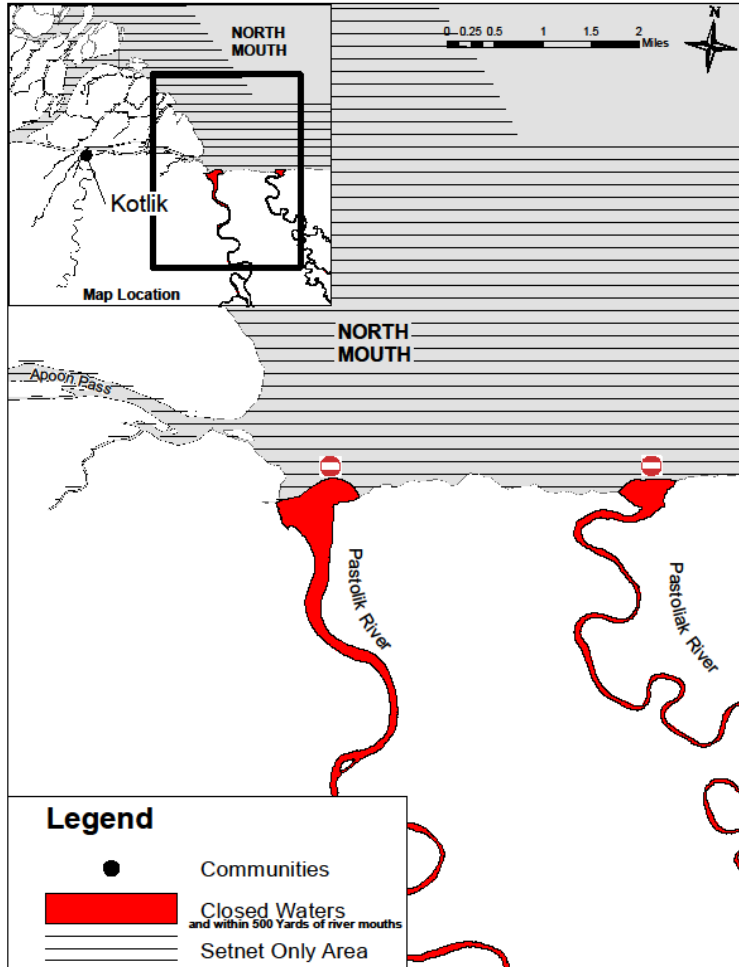 NORTH
MOUTH
Kotlik
Map Location
0 0.25 0.5 1 1.5 2
Miles
N
NORTH
MOUTH
Apoon Pass
Pastolik River
Pastoliak River
Legend
Communities
Closed Waters
and within 500 Yards of river mouths
Setnet Only Area